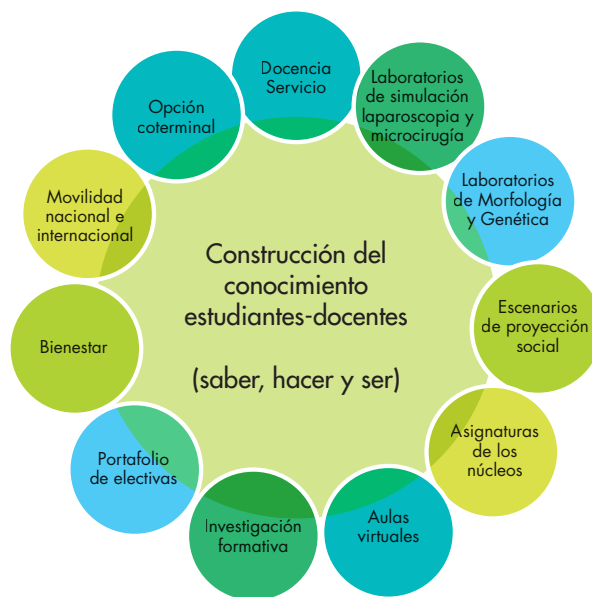 Docencia
Servicio
Laboratorios
de simulación
laparoscopia y
microcirugía
Laboratorios
de Morfología
y Genética
Escenarios
de proyección
social
Asignaturas
de los
núcleos
Aulas
virtuales
Investigación
formativa
Portafolio
de electivas
Bienestar
Movilidad
nacional e
internacional
Opción
coterminal
Construcción del
conocimiento
estudiantes-docentes
(saber, hacer y ser)